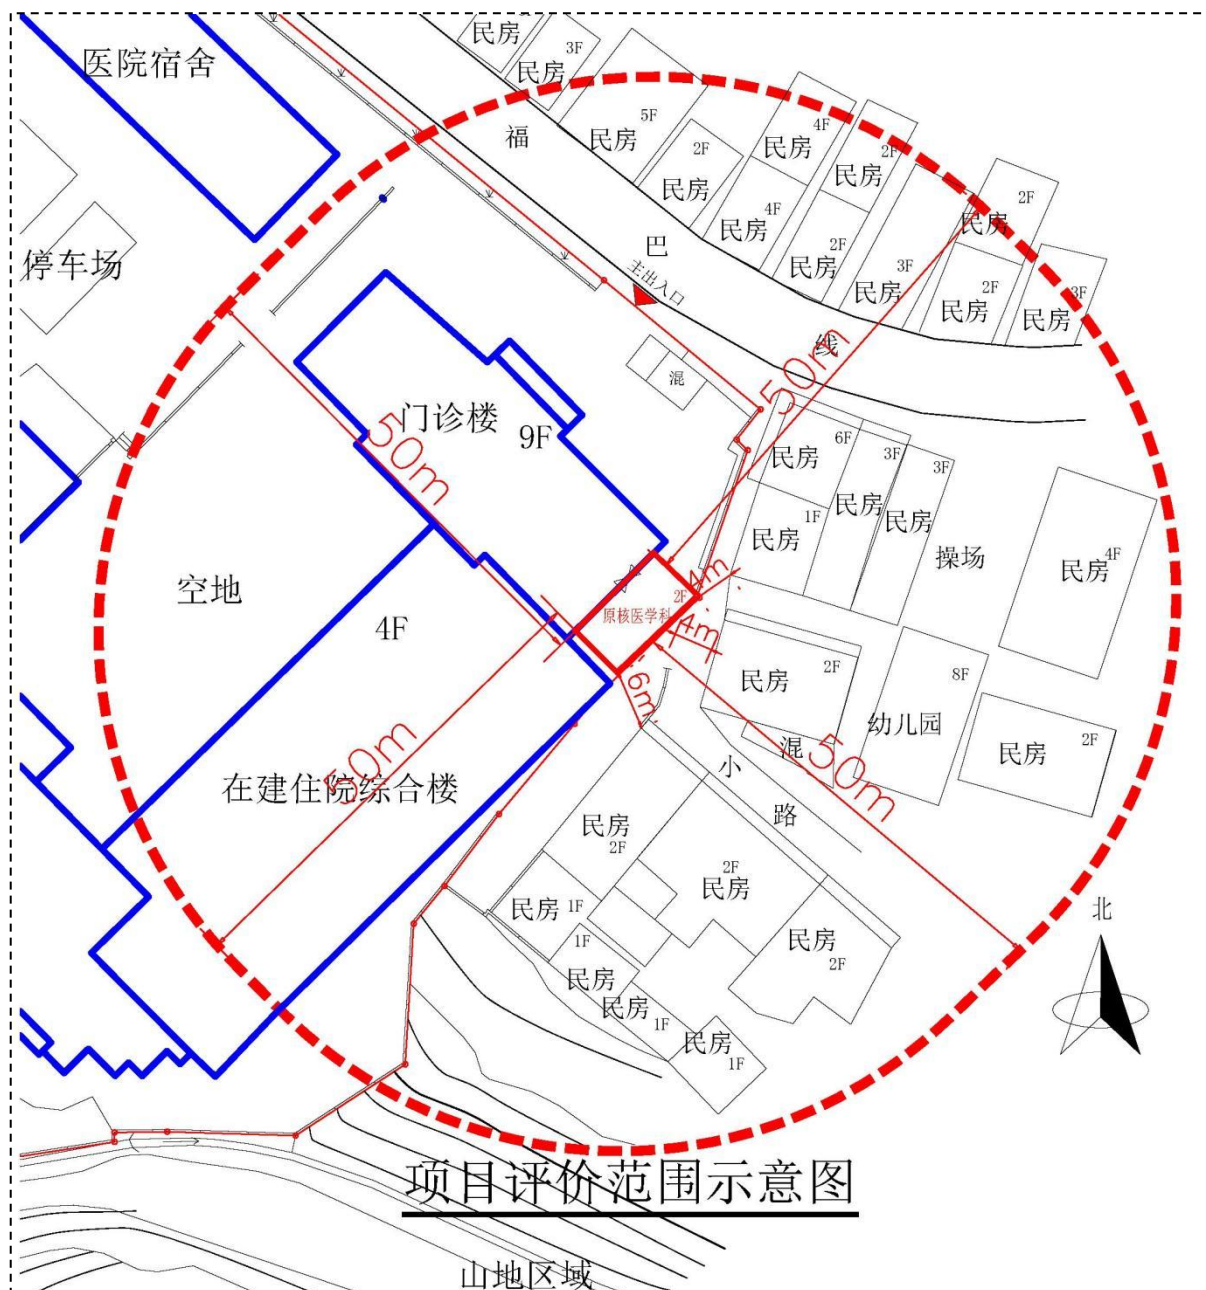 民房
3F
民房
医院宿舍
5F
民房
4F
民房
福
2F
民房
2F
民房
4F
民房
2F
民房
2F
民房
停车场
巴
主出入口
3F
民房
2F
民房
3F
民房
线
50m
混
门诊楼
9F
50m
6F
民房
3F
民房
3F
民房
1F
民房
操场
民房
4F
空地
4F
4m
2F
原核医学科
4m
6m
民房
2F
8F
幼儿园
混
民房
2F
50m
50m
在建住院综合楼
小
路
民房
2F
2F
民房
民房
1F
1F
民房
民房
2F
民房
1F
民房
1F
北
项目评价范围示意图
山地区域